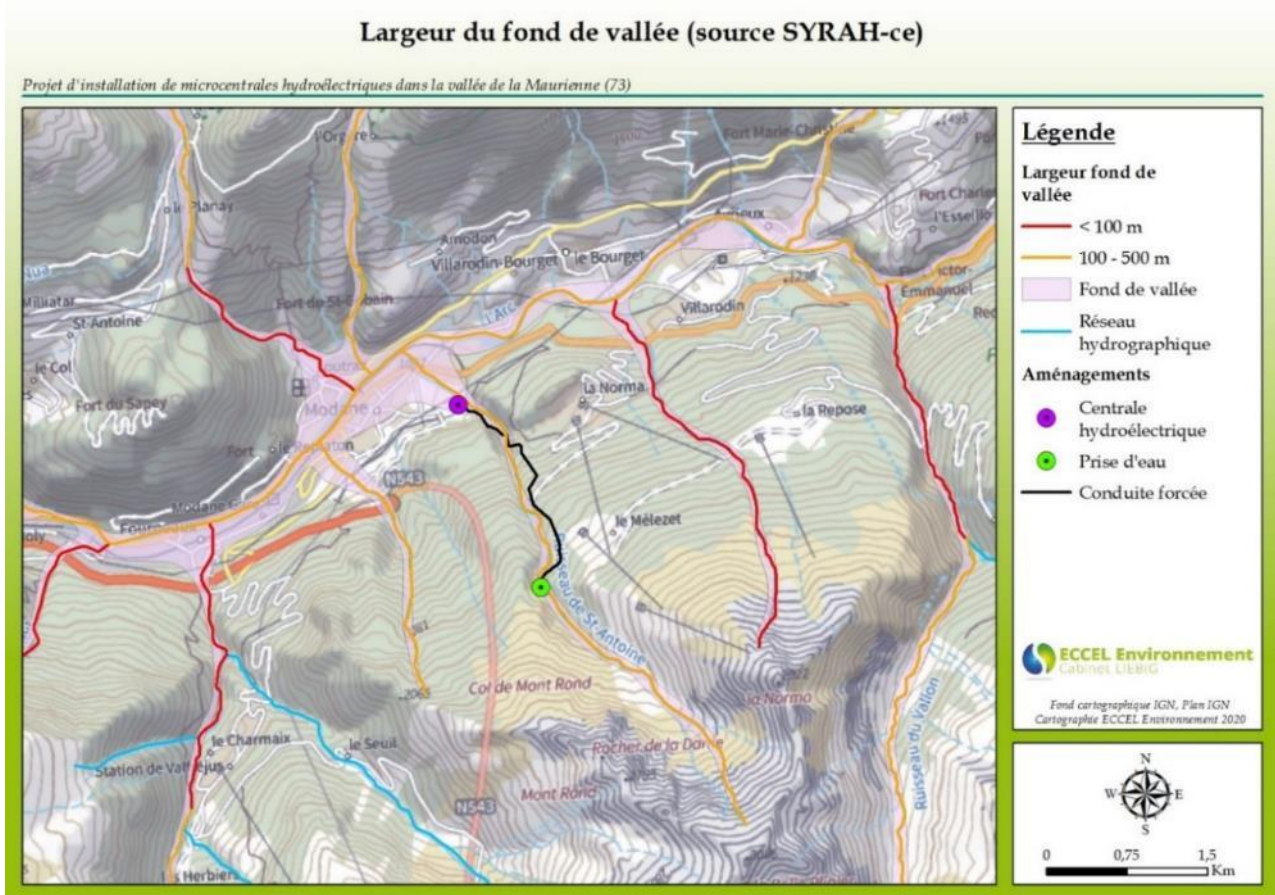 Largeur du fond de vallée (source SYRAH-ce)
Projet d'installation de microcentrales hydroélectriques dans la vallée de la Maurienne (73)
Fort Marie-Christine
Fort
l'Esseillo
le Planay
Amodon
Villarodin-Bourget
le Bourget
Fort de St-Gobain
l'Arc
Villarodin
Emmanuel
St-Antoine
le Col
Fort du Sapey
Modane
Fort
la Norma
la Repose
N543
Modane
le Mélezet
Ruisseau de St-Antoine
Col de Mont Rond
2063
la Norma
Rocher de la Dame
Mont Rond
N543
Ruisseau du Vallon
le Charmaix
le Seuil
Station de Valfréjus
Légende
Largeur fond de
vallée
< 100 m
100 - 500 m
Fond de vallée
Réseau
hydrographique
Aménagements
Centrale
hydroélectrique
Prise d'eau
Conduite forcée
ECCEL Environnement
Cabinet LIEBIG
Fond cartographique IGN, Plan IGN
Cartographie ECCEL Environnement 2020
N
W E
S
0 0,75 1,5
Km